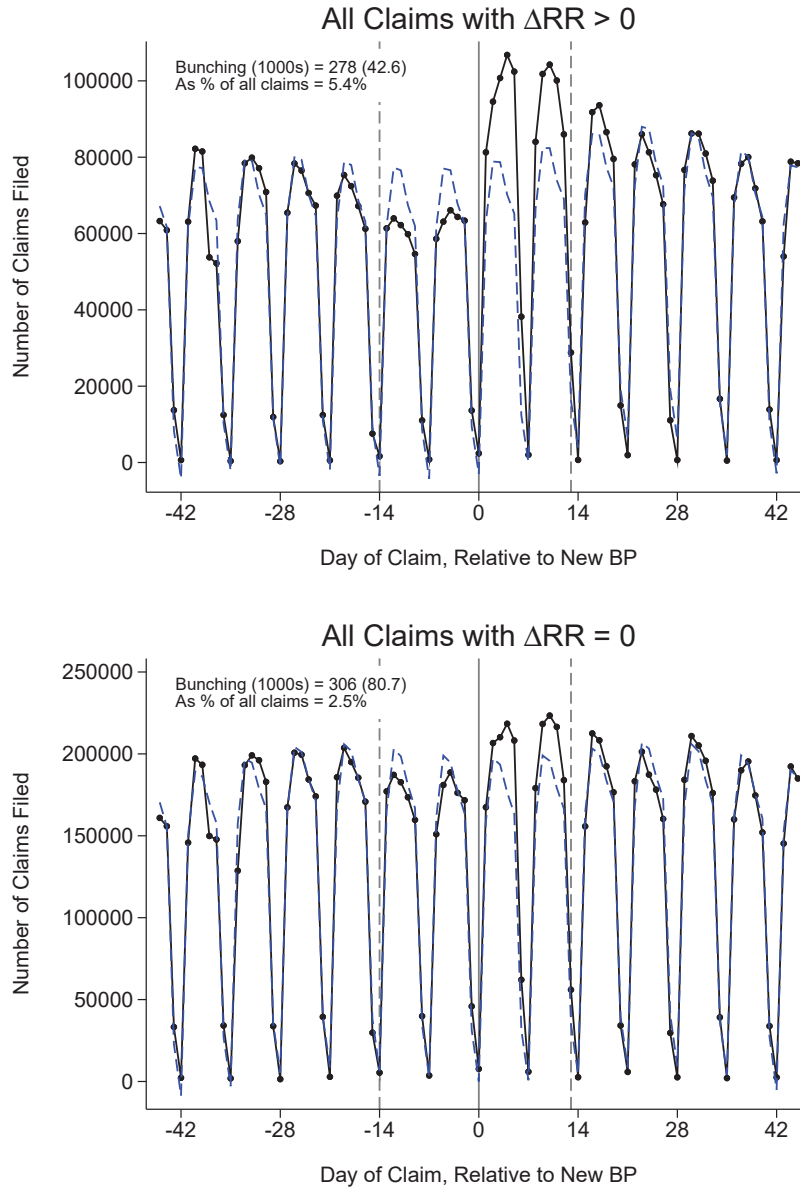 All Claims with ΔRR > 0
Bunching (1000s) = 278 (42.6)
As % of all claims = 5.4%
Number of Claims Filed
100000
80000
60000
40000
20000
0
-42 -28 -14 0 14 28 42
Day of Claim, Relative to New BP
All Claims with ΔRR = 0
Bunching (1000s) = 306 (80.7)
As % of all claims = 2.5%
Number of Claims Filed
250000
200000
150000
100000
50000
0
-42 -28 -14 0 14 28 42
Day of Claim, Relative to New BP